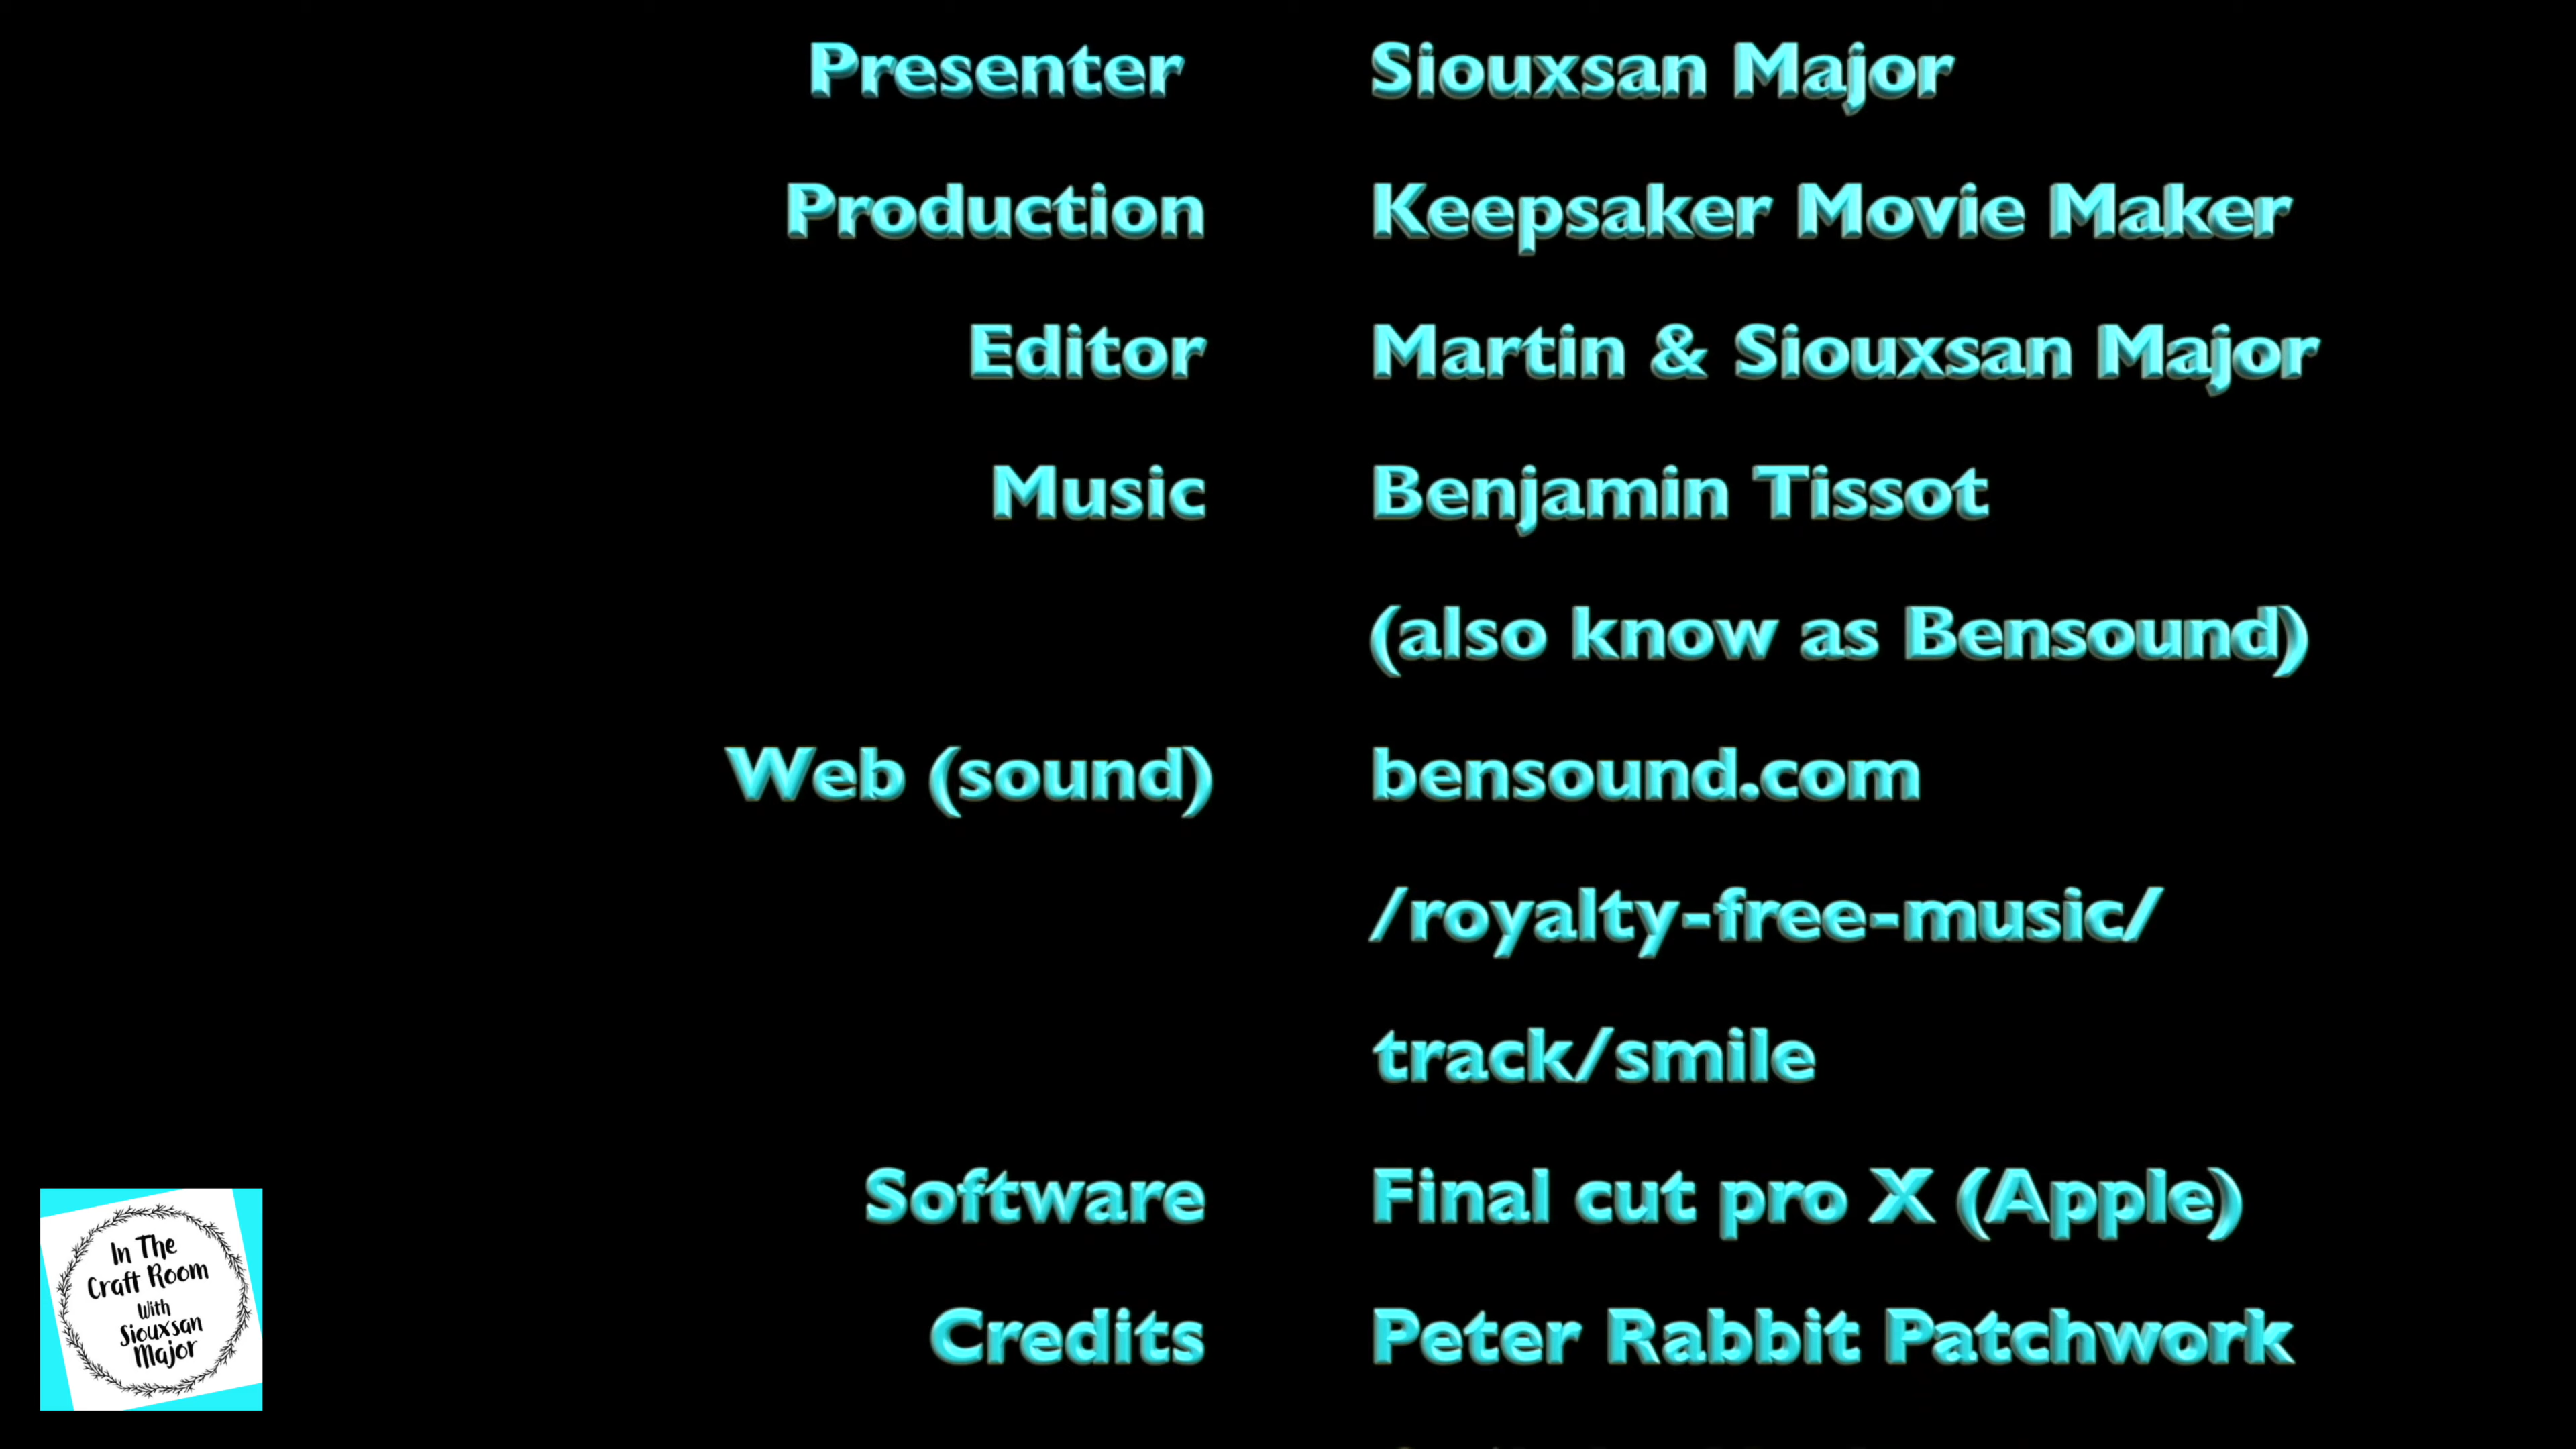 Presenter Siouxsan Major
Production Keepsaker Movie Maker
Editor Martin & Siouxsan Major
Music Benjamin Tissot
(also know as Bensound)
Web (sound) bensound.com
/royalty-free-music/
track/smile
Software Final cut pro X (Apple)
Credits Peter Rabbit Patchwork
In The
Craft Room
With
Siouxsan
Major